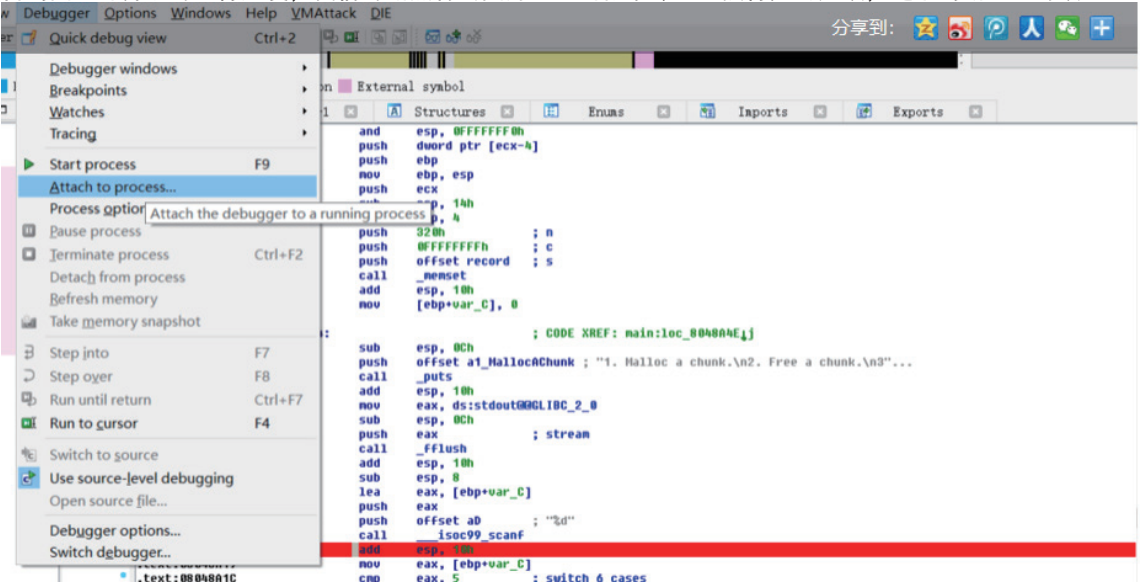 w Debugger Options Windows Help VMAttack DIE
分享到:
Quick debug view Ctrl+2
Debugger windows
Breakpoints
Watches
Tracing
Start process F9
Attach to process...
Process option
Attach the debugger to a running process
Pause process
Terminate process Ctrl+F2
Detach from process
Refresh memory
Take memory snapshot
Step into F7
Step over F8
Run until return Ctrl+F7
Run to cursor F4
Switch to source
Use source-level debugging
Open source file...
Debugger options...
Switch debugger...
on External symbol
Structures Enums Imports Exports
and esp, 0FFFFFFF0h
push dword ptr [ecx-4]
push ebp
mov ebp, esp
push ecx
sub esp, 14h
p, 4
push 320h ; n
push 0FFFFFFFFh ; c
push offset record ; s
call _memset
add esp, 10h
mov [ebp+var_C], 0
: ; CODE XREF: main:loc_8048A4E↓j
sub esp, 0Ch
push offset a1_MallocAChunk ; "1. Malloc a chunk.\n2. Free a chunk.\n3"...
call _puts
add esp, 10h
mov eax, ds:stdout@@GLIBC_2_0
sub esp, 0Ch
push eax ; stream
call _fflush
add esp, 10h
sub esp, 8
lea eax, [ebp+var_C]
push eax
push offset aD ; "%d"
call ___isoc99_scanf
add esp, 10h
mov eax, [ebp+var_C]
.text:08048A1C cmp eax, 5 ; switch 6 cases